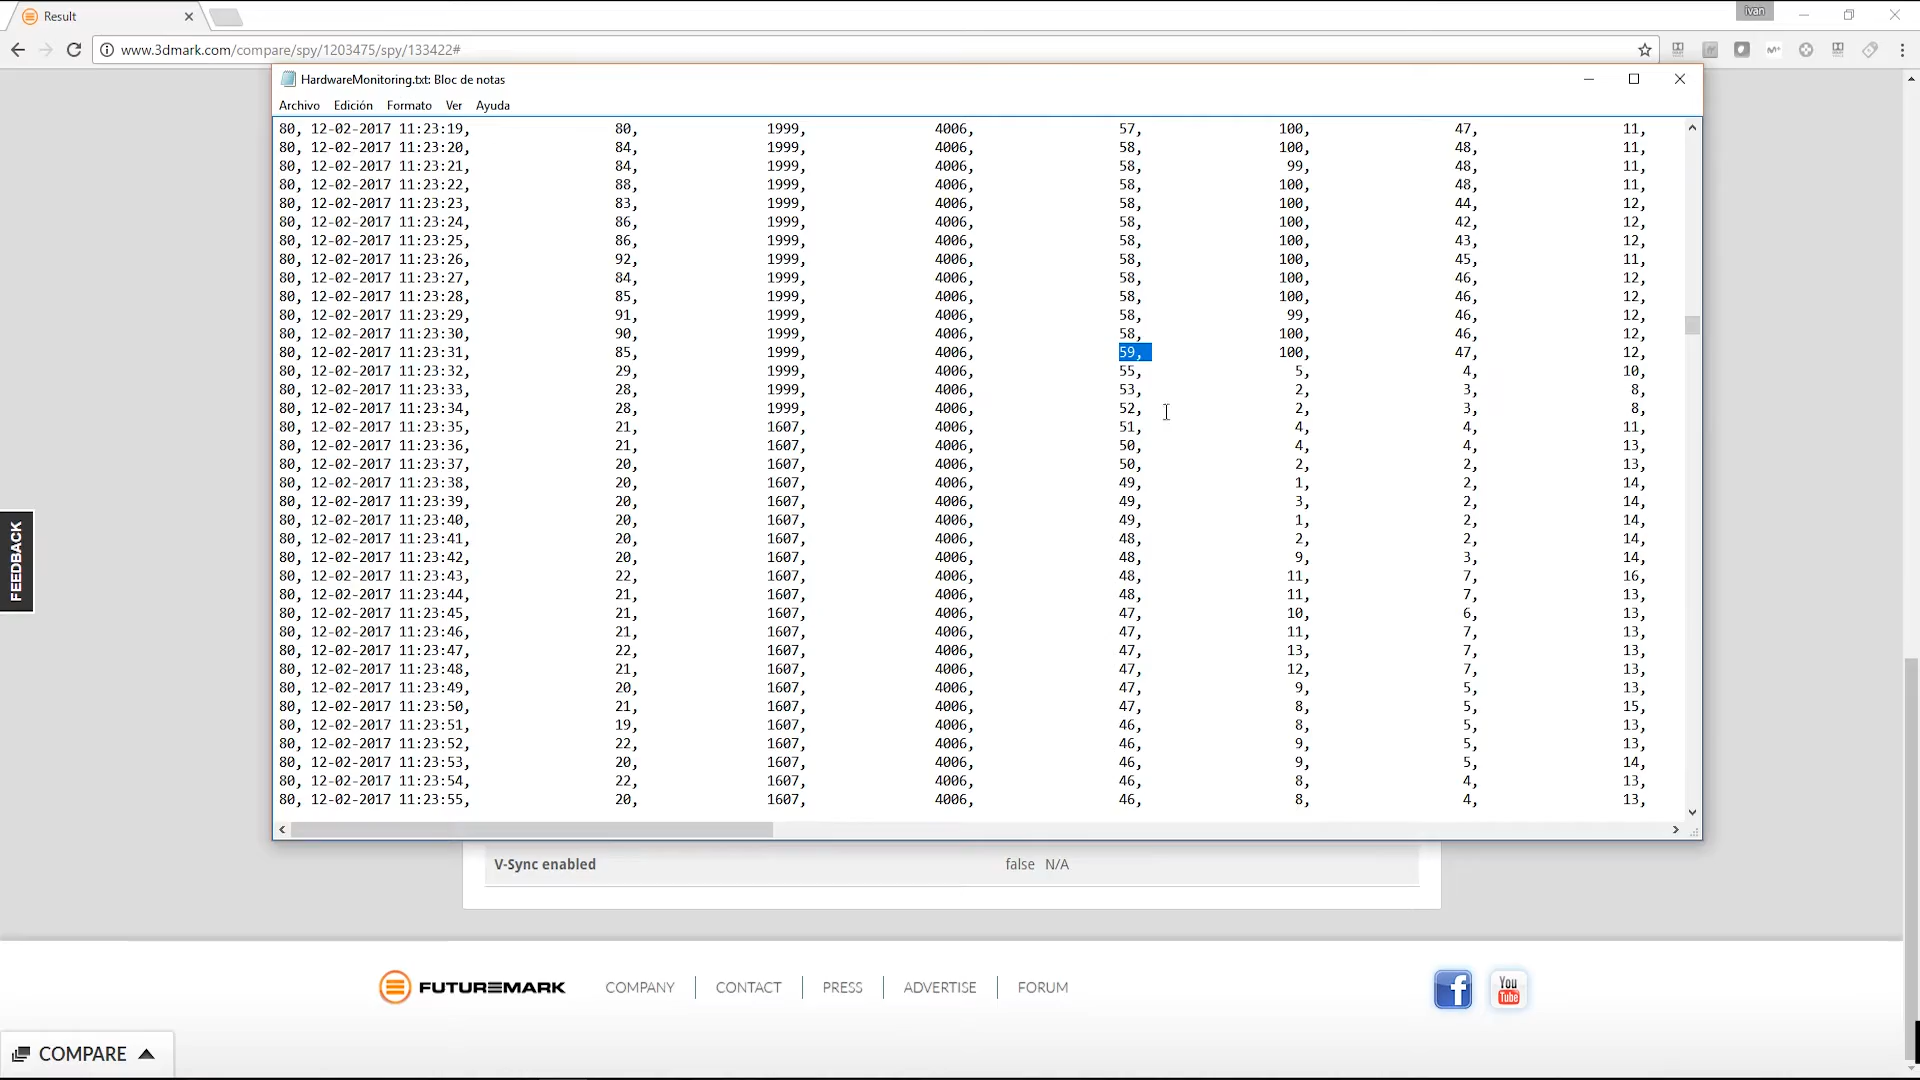 Result
ivan
www.3dmark.com/compare/spy/1203475/spy/133422#
HardwareMonitoring.txt: Bloc de notas
Archivo Edición Formato Ver Ayuda
80, 12-02-2017 11:23:19, 80, 1999, 4006, 57, 100, 47, 11,
80, 12-02-2017 11:23:20, 84, 1999, 4006, 58, 100, 48, 11,
80, 12-02-2017 11:23:21, 84, 1999, 4006, 58, 99, 48, 11,
80, 12-02-2017 11:23:22, 88, 1999, 4006, 58, 100, 48, 11,
80, 12-02-2017 11:23:23, 83, 1999, 4006, 58, 100, 44, 12,
80, 12-02-2017 11:23:24, 86, 1999, 4006, 58, 100, 42, 12,
80, 12-02-2017 11:23:25, 86, 1999, 4006, 58, 100, 43, 12,
80, 12-02-2017 11:23:26, 92, 1999, 4006, 58, 100, 45, 11,
80, 12-02-2017 11:23:27, 84, 1999, 4006, 58, 100, 46, 12,
80, 12-02-2017 11:23:28, 85, 1999, 4006, 58, 100, 46, 12,
80, 12-02-2017 11:23:29, 91, 1999, 4006, 58, 99, 46, 12,
80, 12-02-2017 11:23:30, 90, 1999, 4006, 58, 100, 46, 12,
80, 12-02-2017 11:23:31, 85, 1999, 4006, 59, 100, 47, 12,
80, 12-02-2017 11:23:32, 29, 1999, 4006, 55, 5, 4, 10,
80, 12-02-2017 11:23:33, 28, 1999, 4006, 53, 2, 3, 8,
80, 12-02-2017 11:23:34, 28, 1999, 4006, 52, 2, 3, 8,
80, 12-02-2017 11:23:35, 21, 1607, 4006, 51, 4, 4, 11,
80, 12-02-2017 11:23:36, 21, 1607, 4006, 50, 4, 4, 13,
80, 12-02-2017 11:23:37, 20, 1607, 4006, 50, 2, 2, 13,
80, 12-02-2017 11:23:38, 20, 1607, 4006, 49, 1, 2, 14,
80, 12-02-2017 11:23:39, 20, 1607, 4006, 49, 3, 2, 14,
80, 12-02-2017 11:23:40, 20, 1607, 4006, 49, 1, 2, 14,
80, 12-02-2017 11:23:41, 20, 1607, 4006, 48, 2, 2, 14,
80, 12-02-2017 11:23:42, 20, 1607, 4006, 48, 9, 3, 14,
80, 12-02-2017 11:23:43, 22, 1607, 4006, 48, 11, 7, 16,
80, 12-02-2017 11:23:44, 21, 1607, 4006, 48, 11, 7, 13,
80, 12-02-2017 11:23:45, 21, 1607, 4006, 47, 10, 6, 13,
80, 12-02-2017 11:23:46, 21, 1607, 4006, 47, 11, 7, 13,
80, 12-02-2017 11:23:47, 22, 1607, 4006, 47, 13, 7, 13,
80, 12-02-2017 11:23:48, 21, 1607, 4006, 47, 12, 7, 13,
80, 12-02-2017 11:23:49, 20, 1607, 4006, 47, 9, 5, 13,
80, 12-02-2017 11:23:50, 21, 1607, 4006, 47, 8, 5, 15,
80, 12-02-2017 11:23:51, 19, 1607, 4006, 46, 8, 5, 13,
80, 12-02-2017 11:23:52, 22, 1607, 4006, 46, 9, 5, 13,
80, 12-02-2017 11:23:53, 20, 1607, 4006, 46, 9, 5, 14,
80, 12-02-2017 11:23:54, 22, 1607, 4006, 46, 8, 4, 13,
80, 12-02-2017 11:23:55, 20, 1607, 4006, 46, 8, 4, 13,
FEEDBACK
V-Sync enabled false N/A
FUTUREMARK COMPANY CONTACT PRESS ADVERTISE FORUM
f You Tube
COMPARE